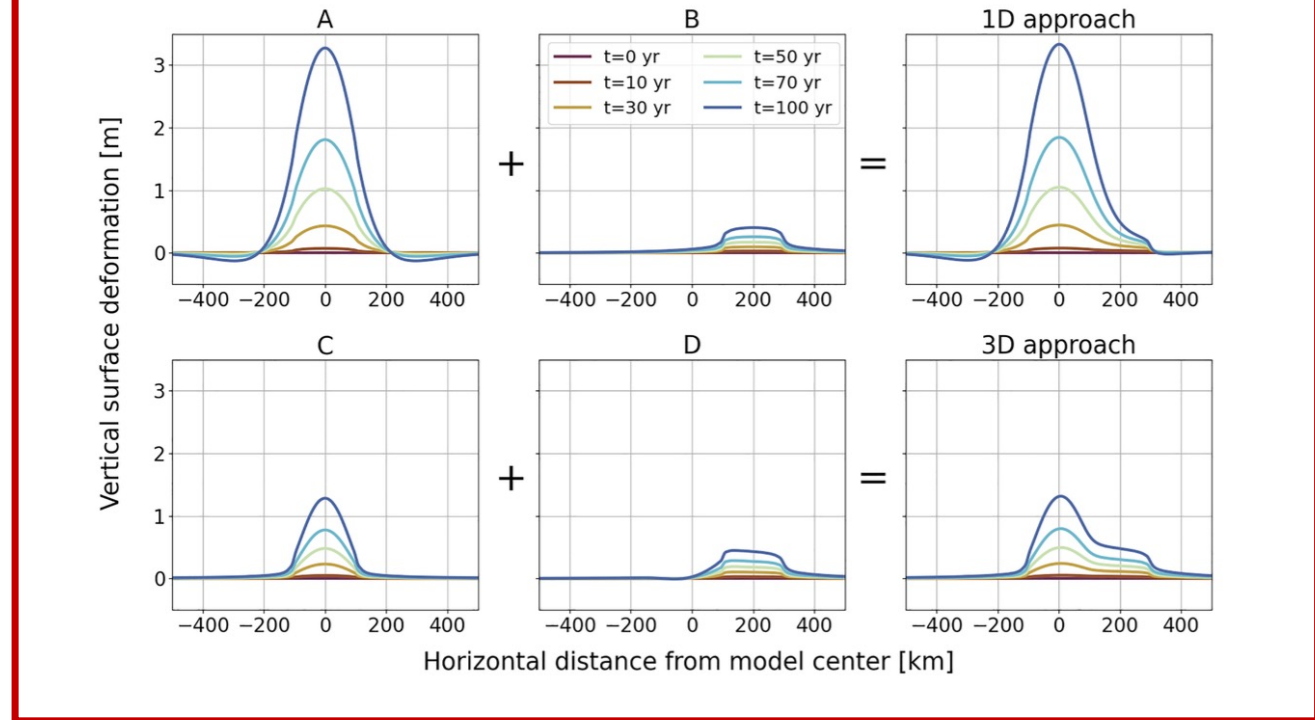 A B 1D approach
Vertical surface deformation [m]
3
2
1
0
t=0 yr t=50 yr
t=10 yr t=70 yr
t=30 yr t=100 yr
+ =
−400 −200 0 200 400 −400 −200 0 200 400 −400 −200 0 200 400
C D 3D approach
3
2
1
0
+ =
−400 −200 0 200 400 −400 −200 0 200 400 −400 −200 0 200 400
Horizontal distance from model center [km]